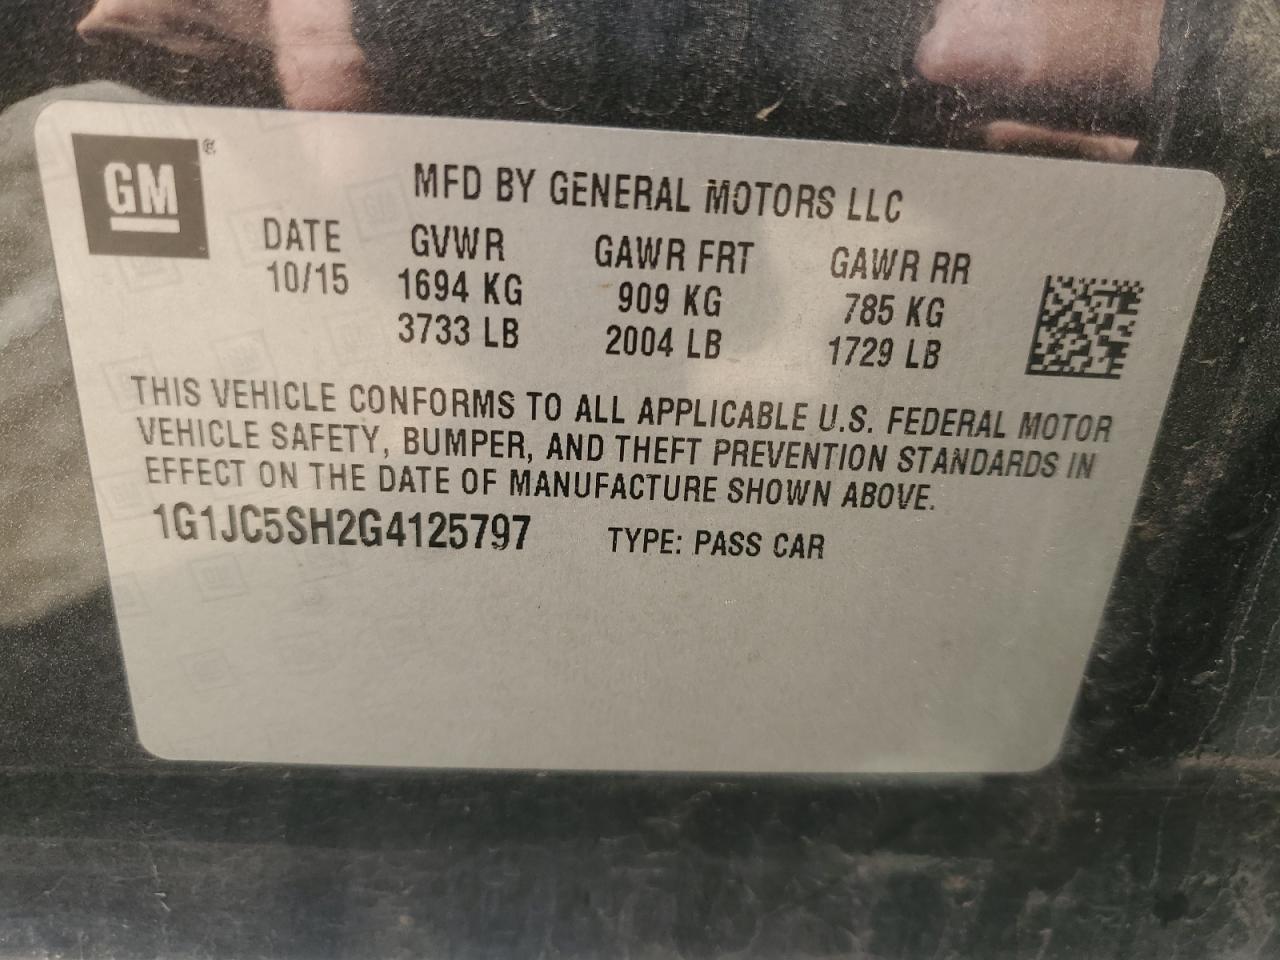 GM®
MFD BY GENERAL MOTORS LLC
DATE GVWR GAWR FRT GAWR RR
10/15 1694 KG 909 KG 785 KG
3733 LB 2004 LB 1729 LB
THIS VEHICLE CONFORMS TO ALL APPLICABLE U.S. FEDERAL MOTOR
VEHICLE SAFETY, BUMPER, AND THEFT PREVENTION STANDARDS IN
EFFECT ON THE DATE OF MANUFACTURE SHOWN ABOVE.
1G1JC5SH2G4125797 TYPE: PASS CAR